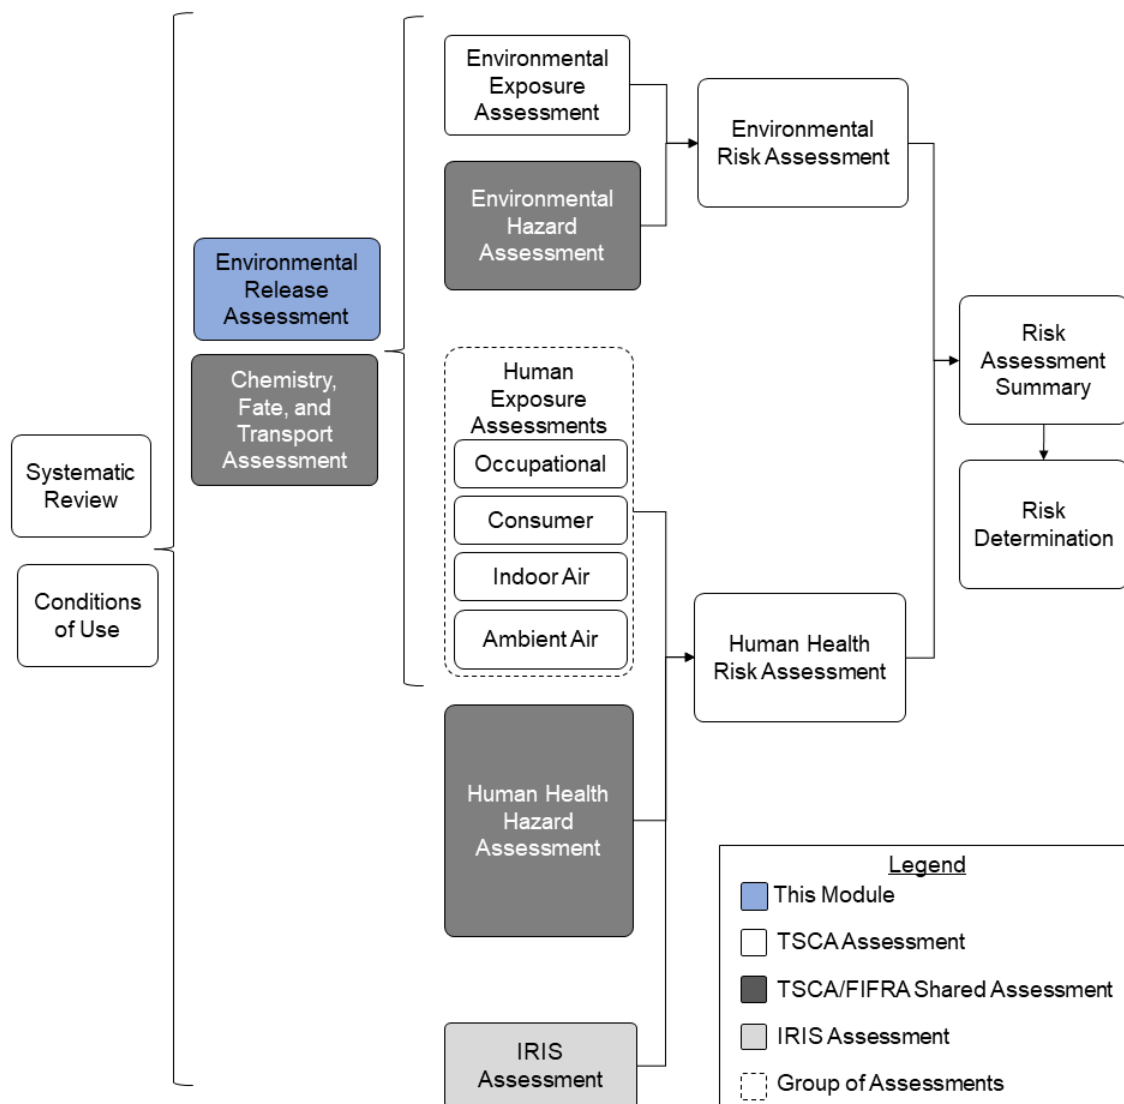 Systematic
Review
Conditions
of Use
Environmental
Release
Assessment
Chemistry,
Fate, and
Transport
Assessment
Environmental
Exposure
Assessment
Environmental
Hazard
Assessment
Human
Exposure
Assessments
Occupational
Consumer
Indoor Air
Ambient Air
Human Health
Hazard
Assessment
IRIS
Assessment
Environmental
Risk Assessment
Human Health
Risk Assessment
Risk
Assessment
Summary
Risk
Determination
Legend
This Module
TSCA Assessment
TSCA/FIFRA Shared Assessment
IRIS Assessment
Group of Assessments